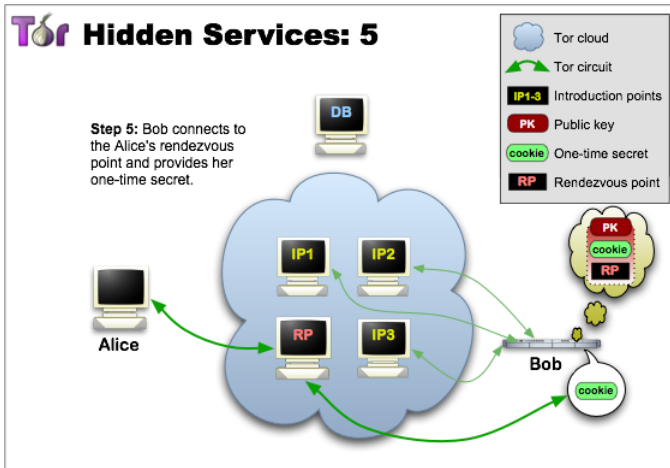 Tor Hidden Services: 5
Tor cloud
Tor circuit
IP1-3 Introduction points
PK Public key
cookie One-time secret
RP Rendezvous point
Step 5: Bob connects to
the Alice's rendezvous
point and provides her
one-time secret.
DB
PK
cookie
RP
IP1 IP2
RP IP3
Alice
Bob
cookie